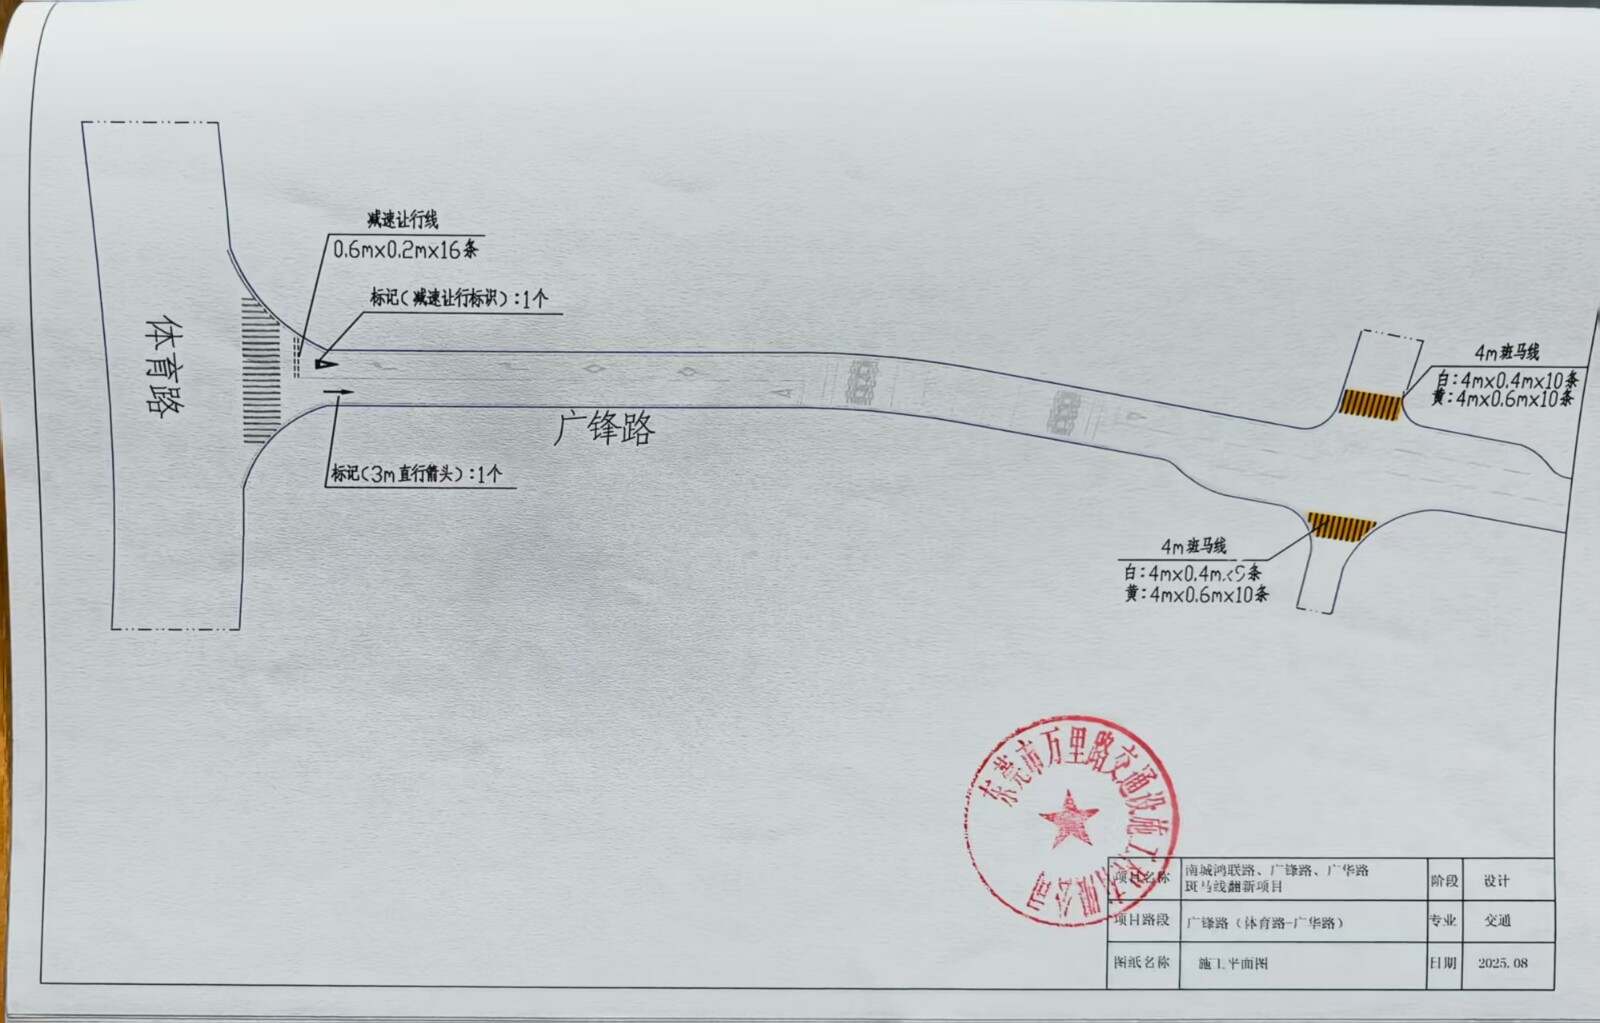 减速让行线
0.6m×0.2m×16条
标记(减速让行标识):1个
体育路
广锋路
标记(3m直行箭头):1个
4m斑马线
白:4m×0.4m×10条
黄:4m×0.6m×10条
4m斑马线
白:4m×0.4m×9条
黄:4m×0.6m×10条
东莞市万里路交通设施工程有限公司
项目名称 南城鸿联路、广锋路、广华路 阶段 设计
斑马线翻新项目
项目路段 广锋路(体育路-广华路) 专业 交通
图纸名称 施工平面图 日期 2025.08